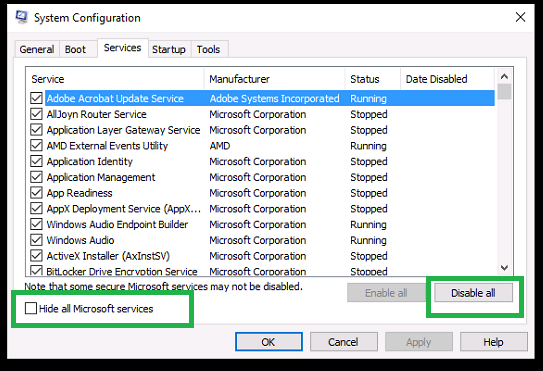 System Configuration
General Boot Services Startup Tools
Service Manufacturer Status Date Disabled
Adobe Acrobat Update Service Adobe Systems Incorporated Running
AllJoyn Router Service Microsoft Corporation Stopped
Application Layer Gateway Service Microsoft Corporation Stopped
AMD External Events Utility AMD Running
Application Identity Microsoft Corporation Stopped
Application Management Microsoft Corporation Stopped
App Readiness Microsoft Corporation Stopped
AppX Deployment Service (AppX... Microsoft Corporation Stopped
Windows Audio Endpoint Builder Microsoft Corporation Running
Windows Audio Microsoft Corporation Running
ActiveX Installer (AxInstSV) Microsoft Corporation Stopped
BitLocker Drive Encryption Service Microsoft Corporation Stopped
Note that some secure Microsoft services may not be disabled.
Enable all Disable all
Hide all Microsoft services
OK Cancel Apply Help